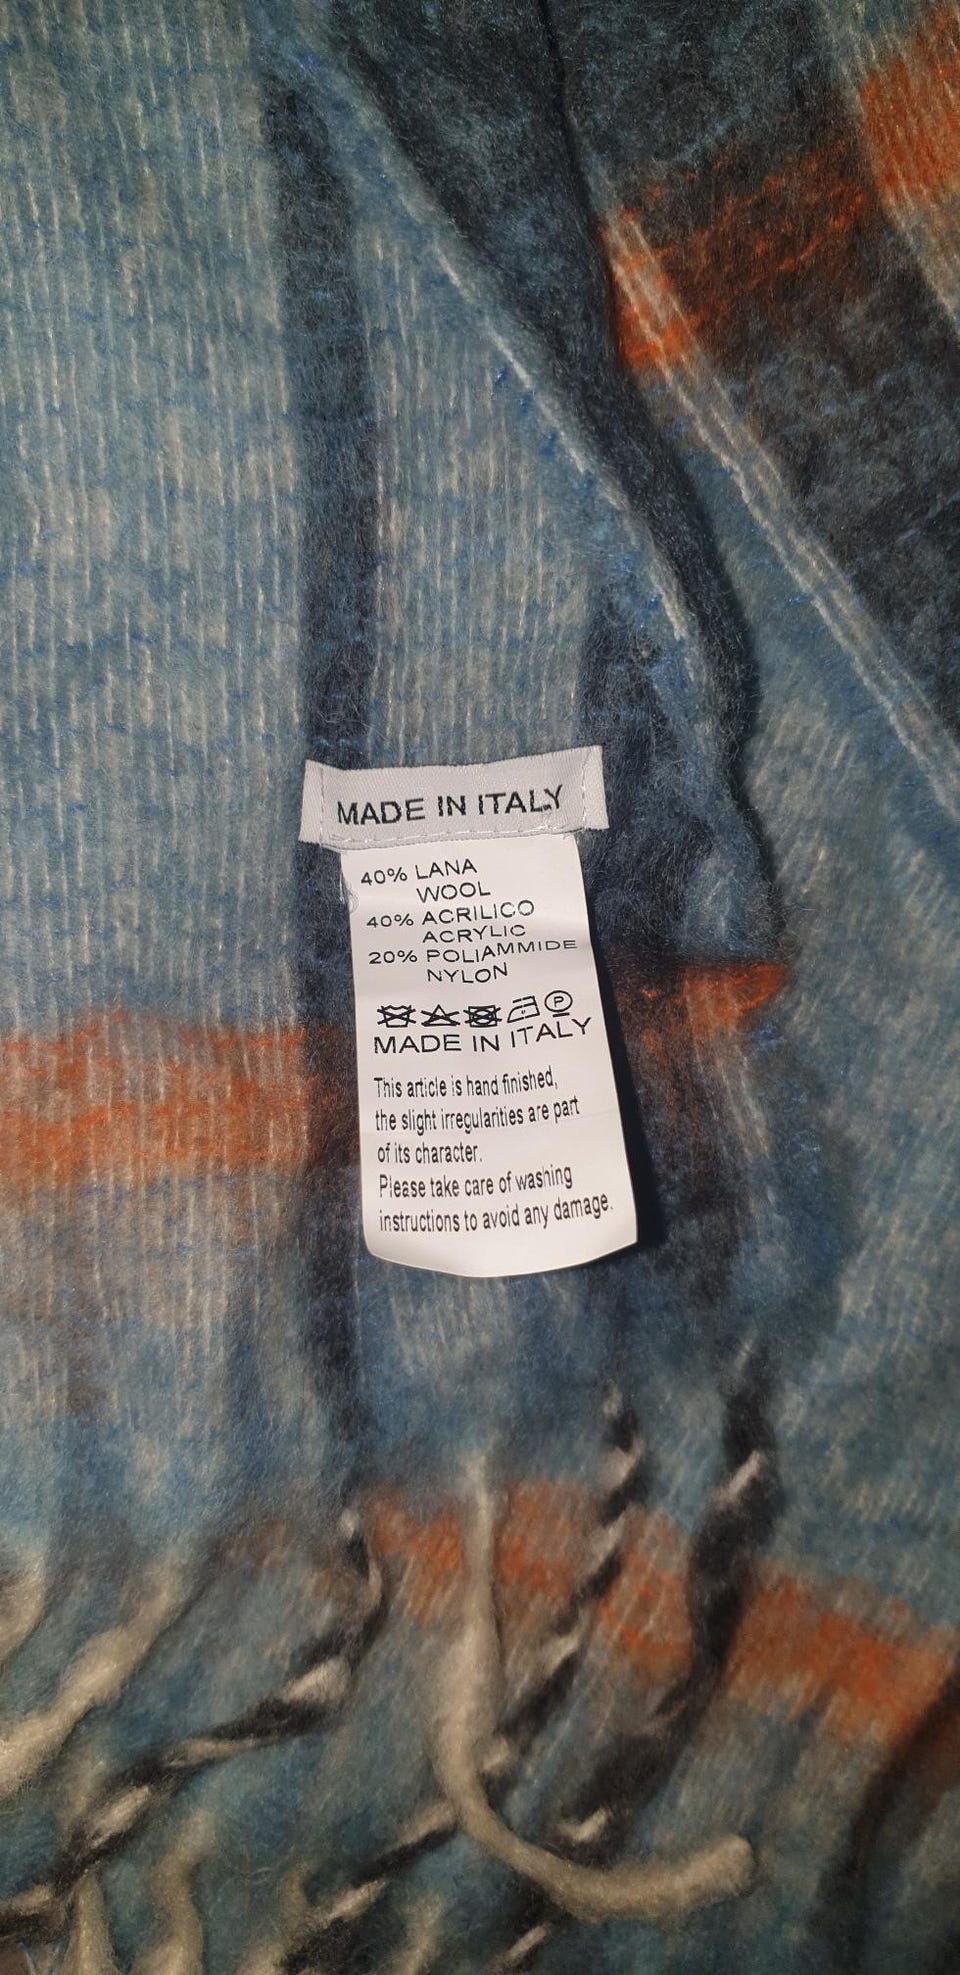 MADE IN ITALY
40% LANA
WOOL
40% ACRILICO
ACRYLIC
20% POLIAMMIDE
NYLON
P
MADE IN ITALY
This article is hand finished,
the slight irregularities are part
of its character.
Please take care of washing
instructions to avoid any damage.